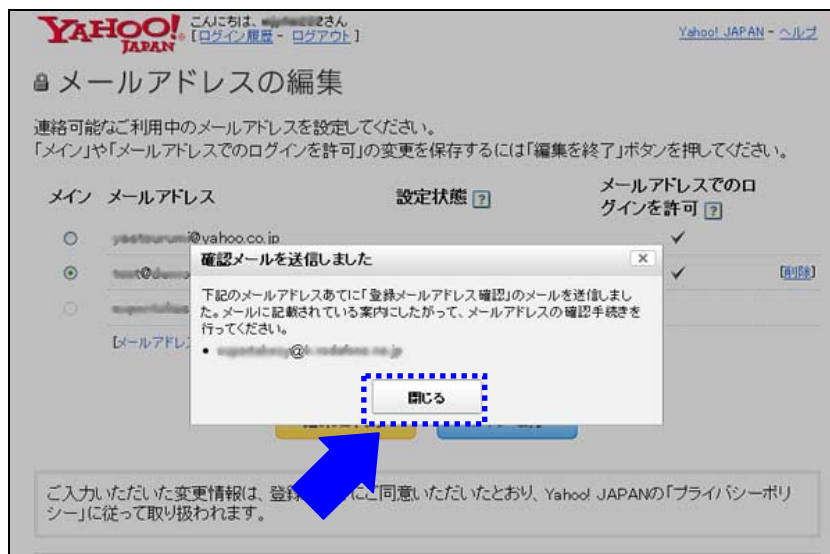 YAHOO!
JAPAN
こんにちは、さん
[ログイン履歴 - ログアウト]
Yahoo! JAPAN - ヘルプ
メールアドレスの編集
連絡可能なご利用中のメールアドレスを設定してください。
「メイン」や「メールアドレスでのログインを許可」の変更を保存するには「編集を終了」ボタンを押してください。
メイン メールアドレス 設定状態 ? メールアドレスでのロ
グインを許可 ?
@yahoo.co.jp ✓
確認メールを送信しました ×
✓ [削除]
下記のメールアドレスあてに「登録メールアドレス確認」のメールを送信しまし
た。メールに記載されている案内にしたがって、メールアドレスの確認手続きを
行ってください。
[メールアドレ
• @
閉じる
ご入力いただいた変更情報は、登録にご同意いただいたとおり、Yahoo! JAPANの「プライバシーポリ
シー」に従って取り扱われます。